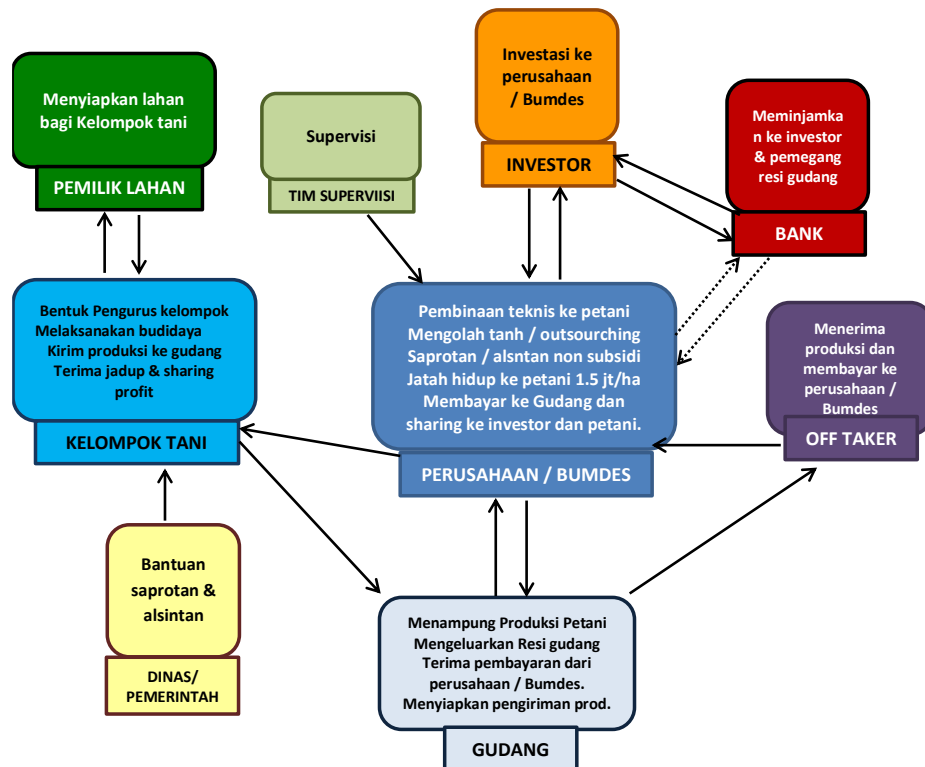 Menyiapkan lahan
bagi Kelompok tani
PEMILIK LAHAN
Supervisi
TIM SUPERVIISI
Investasi ke
perusahaan
/ Bumdes
INVESTOR
Meminjamka
n ke investor
& pemegang
resi gudang
BANK
Bentuk Pengurus kelompok
Melaksanakan budidaya
Kirim produksi ke gudang
Terima jadup & sharing
profit
KELOMPOK TANI
Pembinaan teknis ke petani
Mengolah tanh / outsourching
Saprotan / alsntan non subsidi
Jatah hidup ke petani 1.5 jt/ha
Membayar ke Gudang dan
sharing ke investor dan petani.
PERUSAHAAN / BUMDES
Menerima
produksi dan
membayar ke
perusahaan /
Bumdes
OFF TAKER
Bantuan
saprotan &
alsintan
DINAS/
PEMERINTAH
Menampung Produksi Petani
Mengeluarkan Resi gudang
Terima pembayaran dari
perusahaan / Bumdes.
Menyiapkan pengiriman prod.
GUDANG